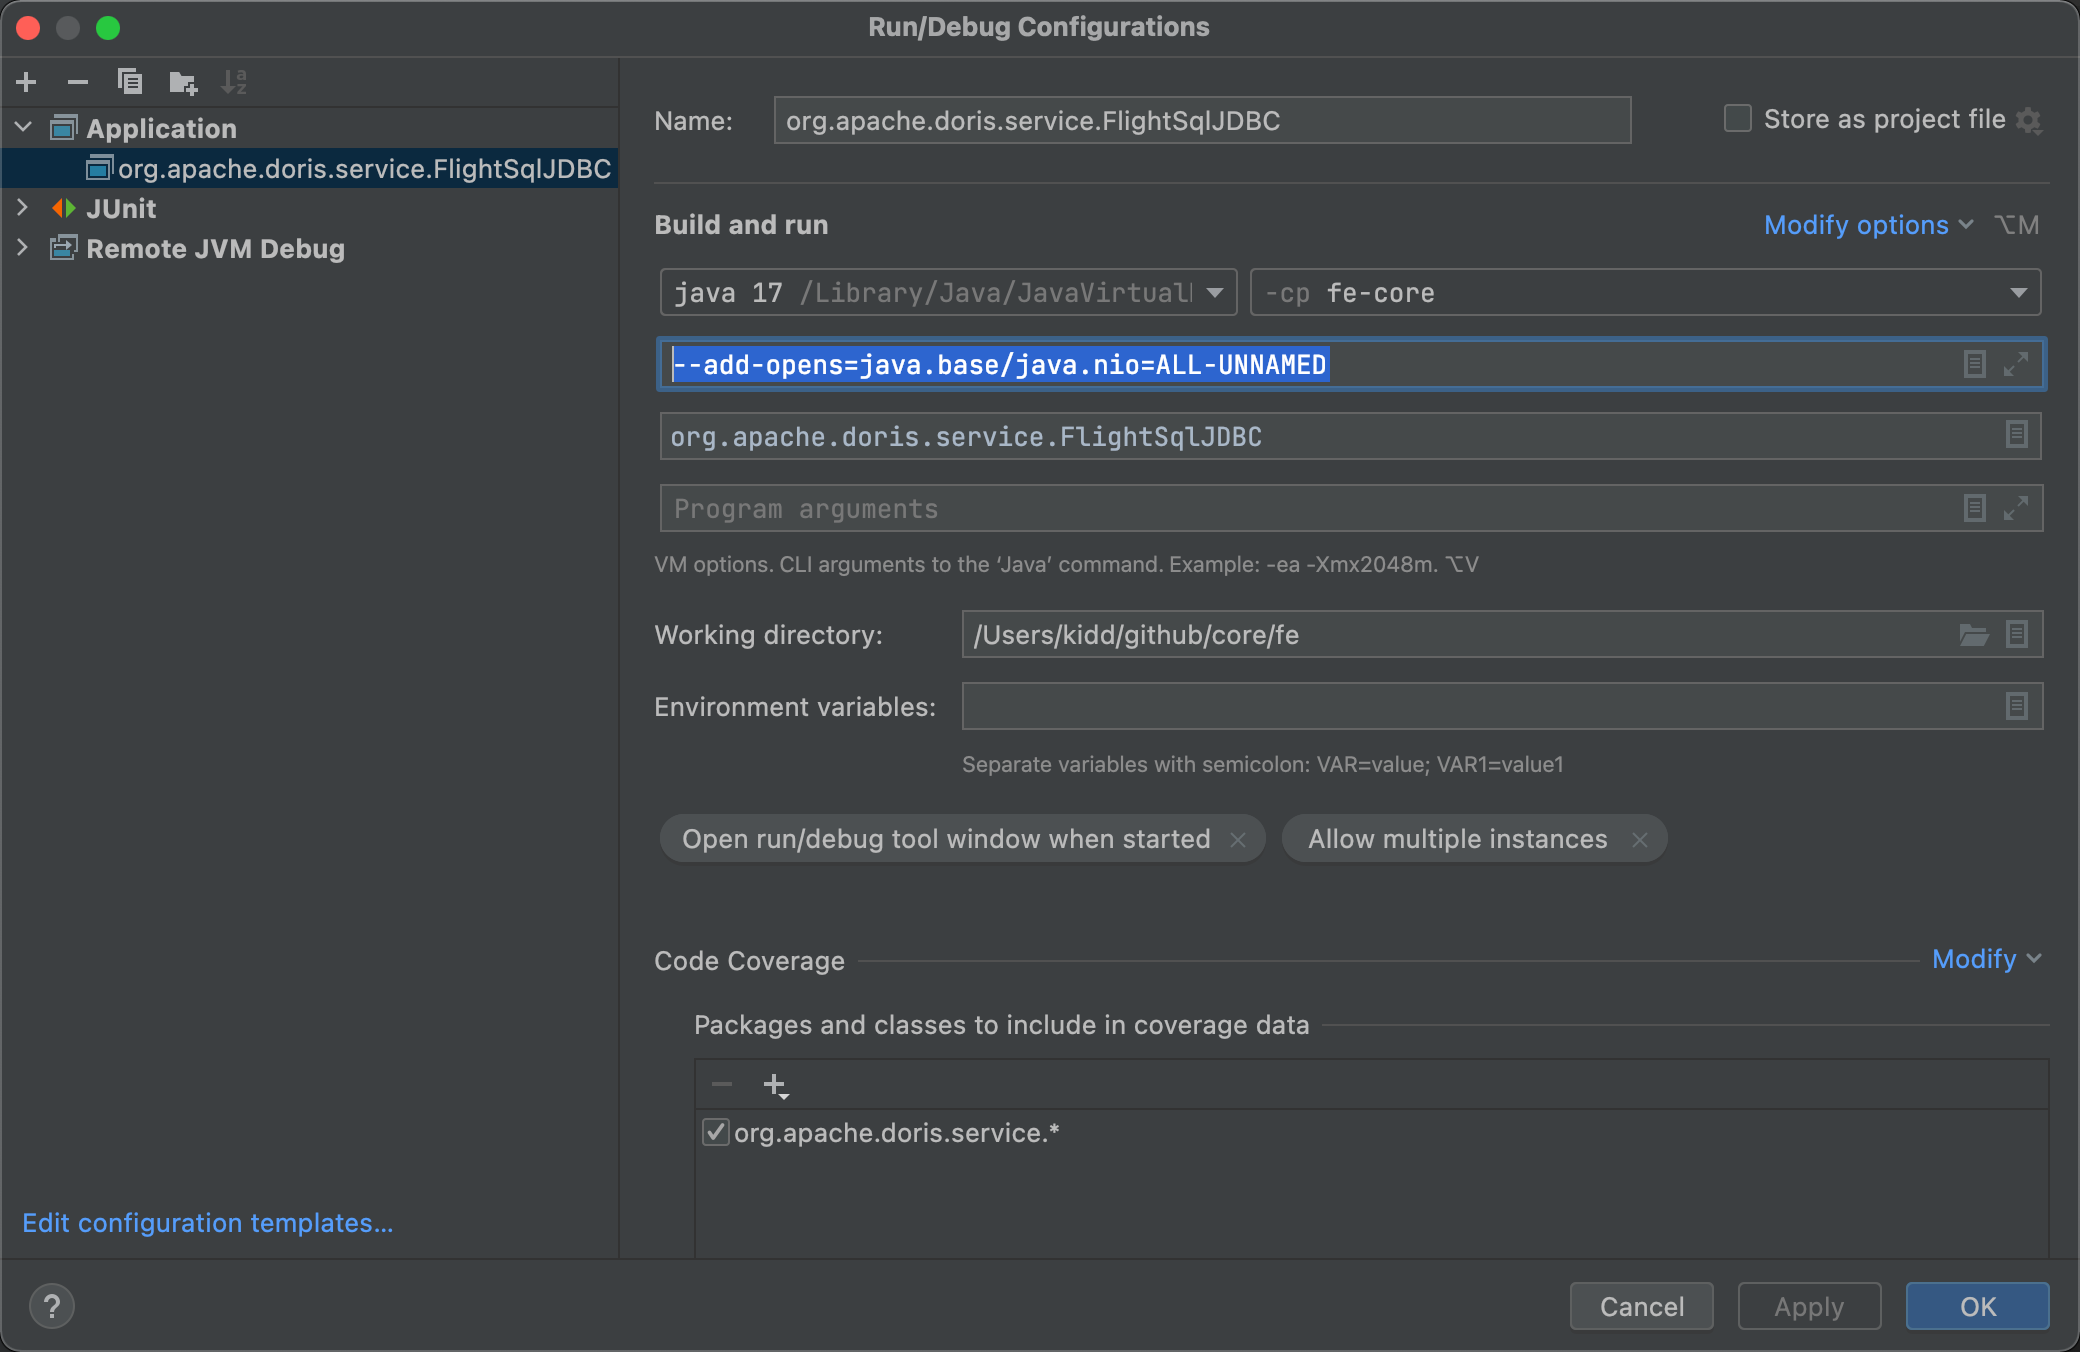 Run/Debug Configurations
Application
org.apache.doris.service.FlightSqlJDBC
JUnit
Remote JVM Debug
Edit configuration templates...
Name:
org.apache.doris.service.FlightSqlJDBC
Store as project file
Build and run
Modify options ⌥M
java 17 /Library/Java/JavaVirtual
-cp fe-core
--add-opens=java.base/java.nio=ALL-UNNAMED
org.apache.doris.service.FlightSqlJDBC
Program arguments
VM options. CLI arguments to the ‘Java’ command. Example: -ea -Xmx2048m. ⌥V
Working directory:
/Users/kidd/github/core/fe
Environment variables:
Separate variables with semicolon: VAR=value; VAR1=value1
Open run/debug tool window when started
Allow multiple instances
Code Coverage
Modify
Packages and classes to include in coverage data
org.apache.doris.service.*
?
Cancel
Apply
OK